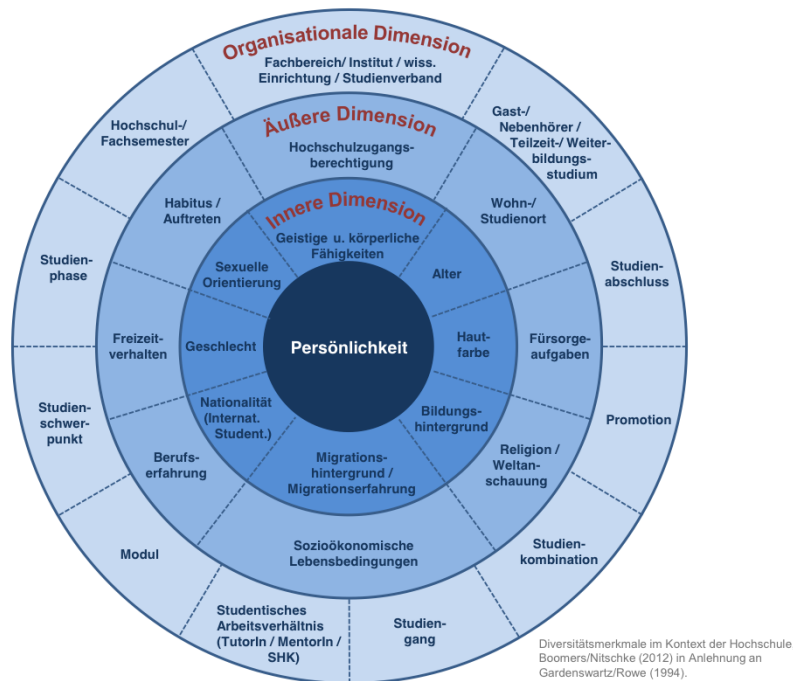 Organisationale Dimension
Fachbereich/ Institut / wiss.
Einrichtung / Studienverband
Gast-/
Nebenhörer /
Teilzeit-/ Weiter-
bildungs-
studium
Studien-
abschluss
Promotion
Studien-
kombination
Studien-
gang
Studentisches
Arbeitsverhältnis
(TutorIn / MentorIn /
SHK)
Modul
Studien-
schwer-
punkt
Studien-
phase
Hochschul-/
Fachsemester
Äußere Dimension
Hochschulzugangs-
berechtigung
Wohn-/
Studienort
Fürsorge-
aufgaben
Religion /
Weltan-
schauung
Sozioökonomische
Lebensbedingungen
Berufs-
erfahrung
Freizeit-
verhalten
Habitus /
Auftreten
Innere Dimension
Geistige u. körperliche
Fähigkeiten
Alter
Haut-
farbe
Bildungs-
hintergrund
Migrations-
hintergrund /
Migrationserfahrung
Nationalität
(Internat.
Student.)
Geschlecht
Sexuelle
Orientierung
Persönlichkeit
Diversitätsmerkmale im Kontext der Hochschule
Boomers/Nitschke (2012) in Anlehnung an
Gardenswartz/Rowe (1994).